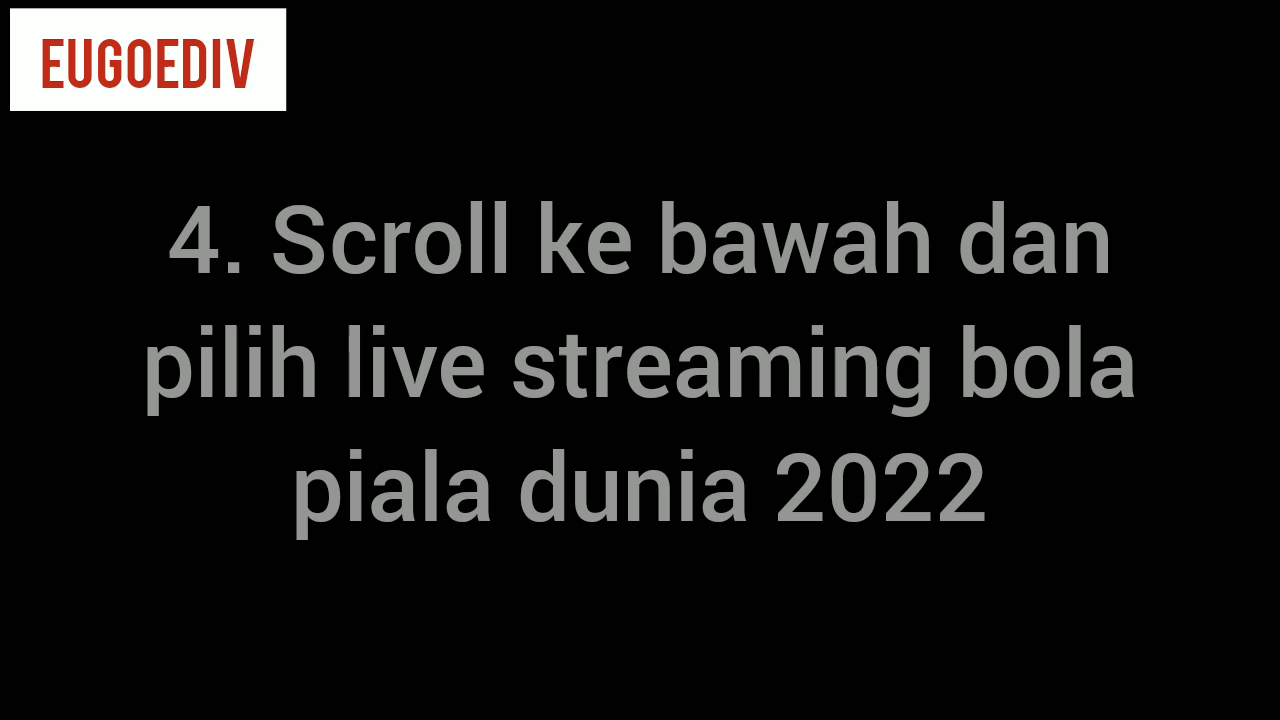 EUGOEDIV
4. Scroll ke bawah dan
pilih live streaming bola
piala dunia 2022